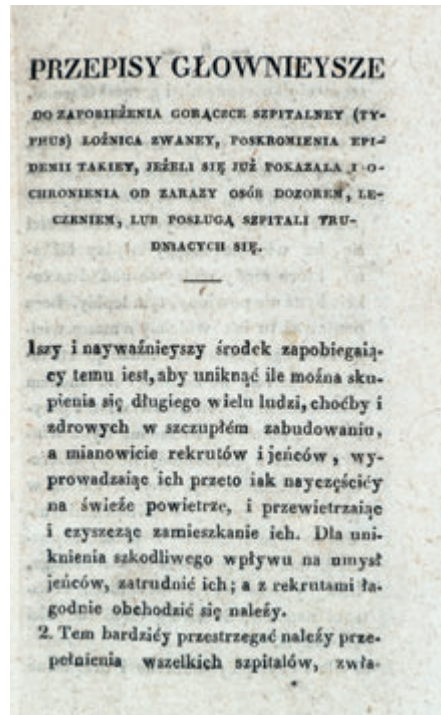 PRZEPISY GŁOWNIEYSZE
DO ZAPOBIEŻENIA GORĄCZCE SZPITALNEY (TY-
PHUS) ŁOŻNICA ZWANEY, POSKROMIENIA EPI-
DEMII TAKIEY, JEŻELI SIĘ JUŻ POKAZAŁA I O-
CHRONIENIA OD ZARAZY OSÓB DOZOREM, LE-
CZENIEM, LUB POSŁUGĄ SZPITALI TRU-
DNIACYCH SIĘ.
1szy i nayważnieyszy środek zapobiegaią-
cy temu iest, aby uniknąć ile można sku-
pienia się długiego wielu ludzi, choćby i
zdrowych w szczupłém zabudowaniu,
a mianowicie rekrutów i jeńców, wy-
prowadzaiąc ich przeto iak nayczęściéy
na świeże powietrze, i przewietrzaiąc
i czyszcząc zamieszkanie ich. Dla uni-
knienia szkodliwego wpływu na umysł
jeńców, zatrudnić ich; a z rekrutami ła-
godnie obchodzić się należy.
2. Tem bardziéy przestrzegać należy prze-
pełnienia wszelkich szpitalów, zwła-